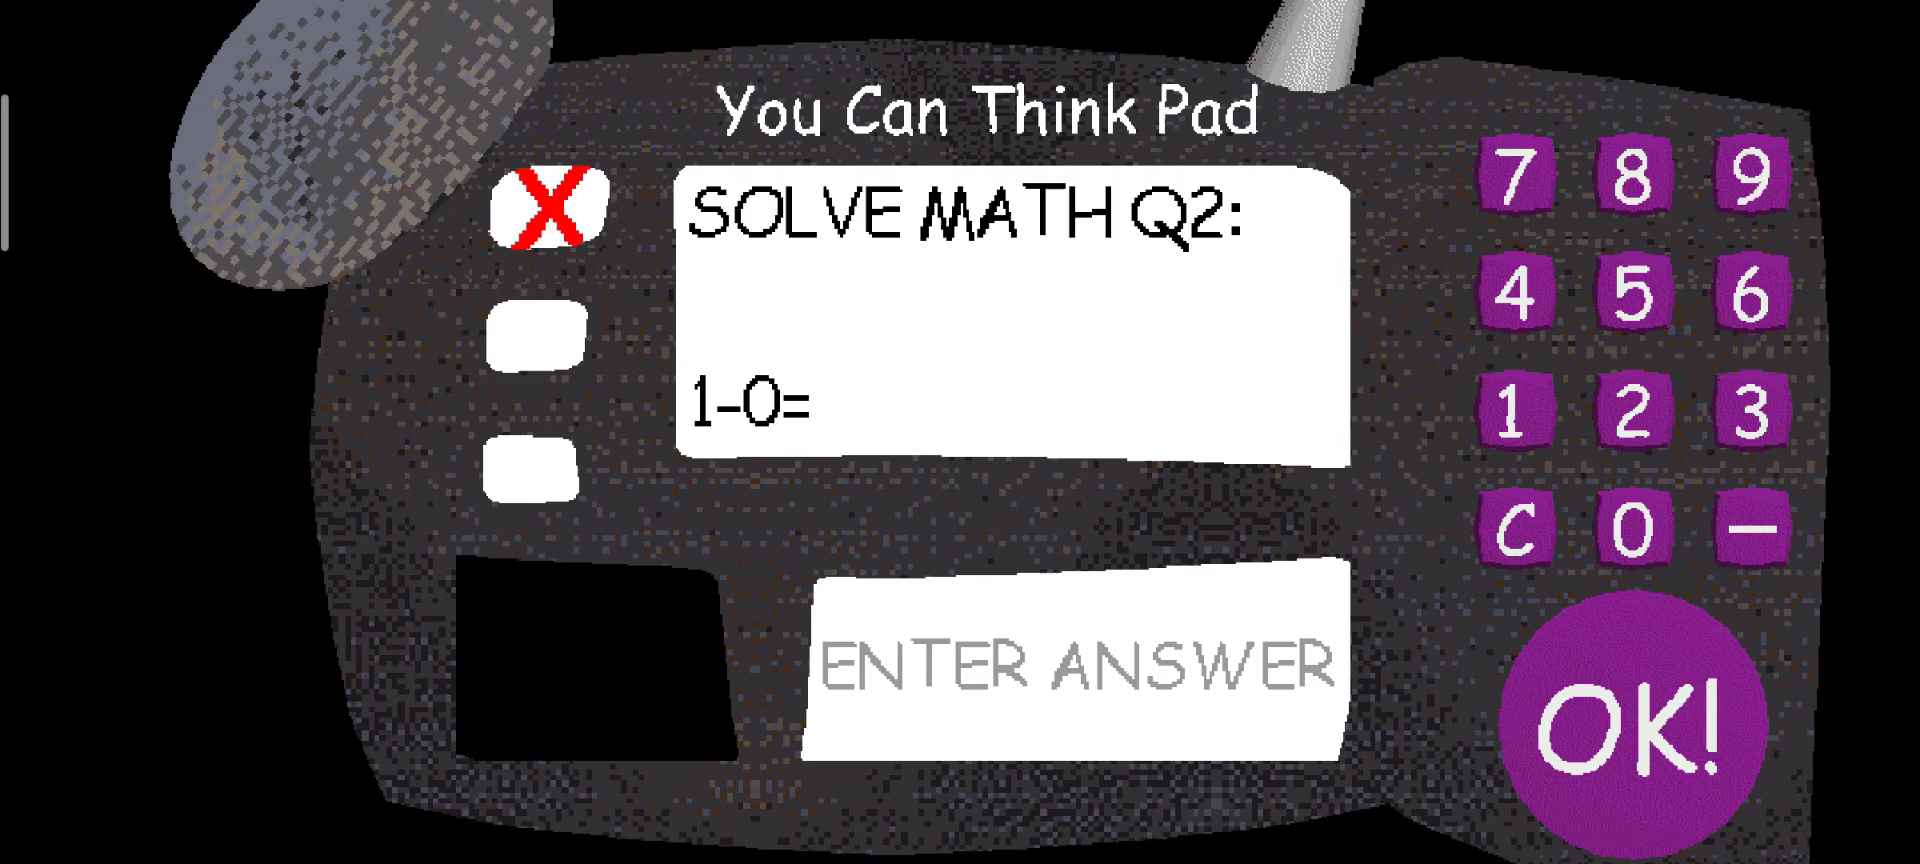 You Can Think Pad
X
SOLVE MATH Q2:
1-0=
ENTER ANSWER
7 8 9
4 5 6
1 2 3
C 0 −
OK!